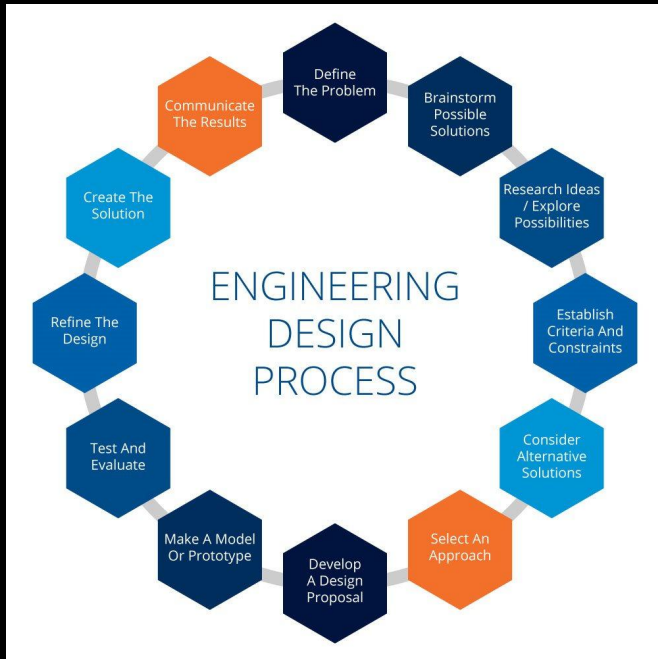 Define
The Problem
Brainstorm
Possible
Solutions
Research Ideas
/ Explore
Possibilities
Establish
Criteria And
Constraints
Consider
Alternative
Solutions
Select An
Approach
Develop
A Design
Proposal
Make A Model
Or Prototype
Test And
Evaluate
Refine The
Design
Create The
Solution
Communicate
The Results
ENGINEERING
DESIGN
PROCESS